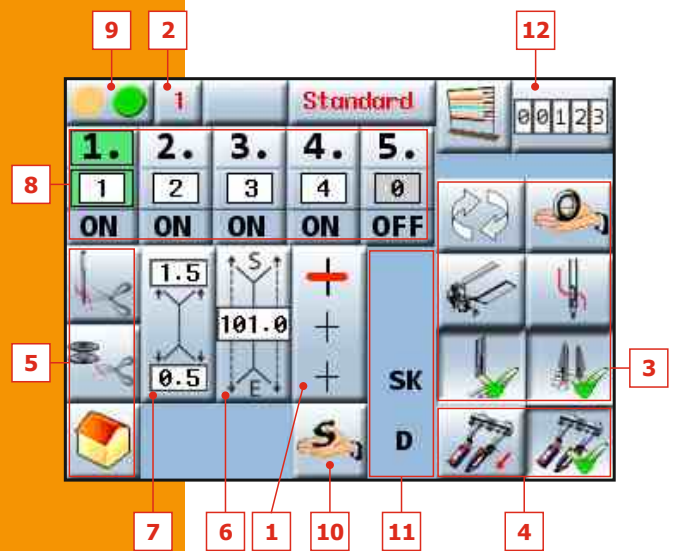 9 2 12
1 Standard
00123
1. 2. 3. 4. 5.
8
1 2 3 4 0
ON ON ON ON OFF
1.5 S
101.0
5 3
0.5 E SK
S D
7 6 1 10 11 4